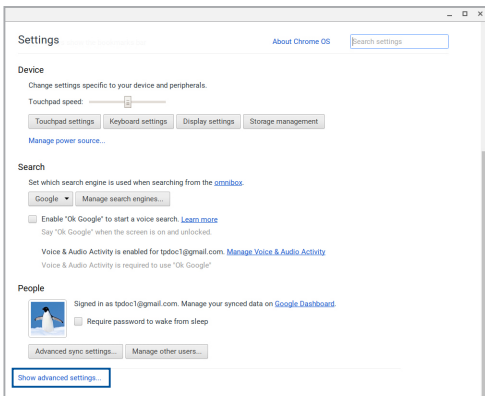 Settings
About Chrome OS
Search settings
Device
Change settings specific to your device and peripherals.
Touchpad speed:
Touchpad settings Keyboard settings Display settings Storage management
Manage power source...
Search
Set which search engine is used when searching from the omnibox.
Google Manage search engines...
Enable "Ok Google" to start a voice search. Learn more
Say "Ok Google" when the screen is on and unlocked.
Voice & Audio Activity is enabled for tpdoc1@gmail.com. Manage Voice & Audio Activity
Voice & Audio Activity is required to use "Ok Google"
People
Signed in as tpdoc1@gmail.com. Manage your synced data on Google Dashboard.
Require password to wake from sleep
Advanced sync settings... Manage other users...
Show advanced settings...